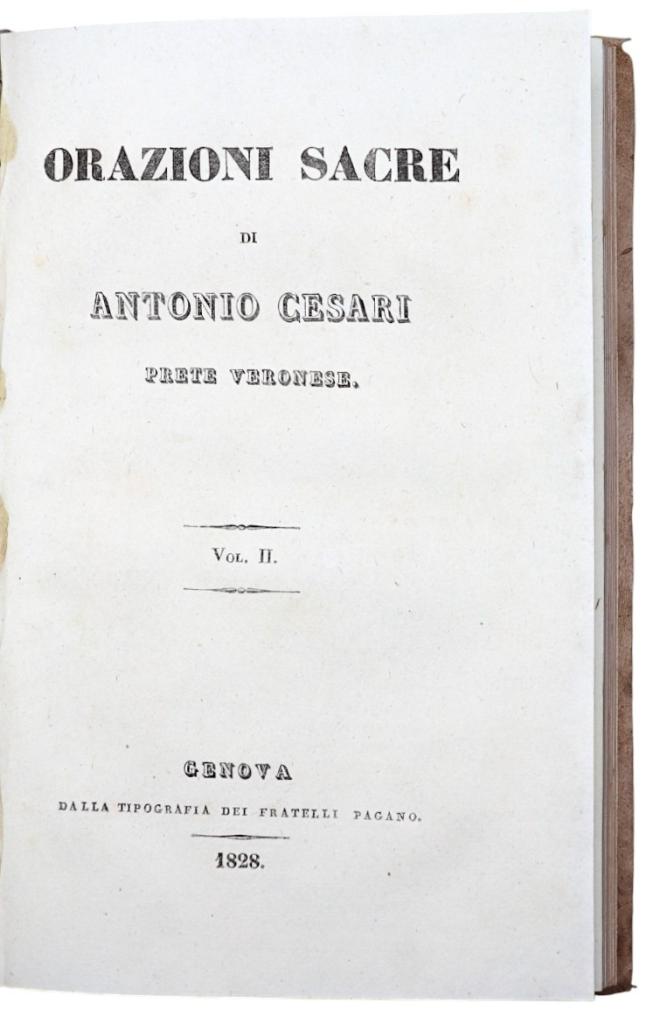 ORAZIONI SACRE
DI
ANTONIO CESARI
PRETE VERONESE.
VOL. II.
GENOVA
DALLA TIPOGRAFIA DEI FRATELLI PAGANO.
1828.